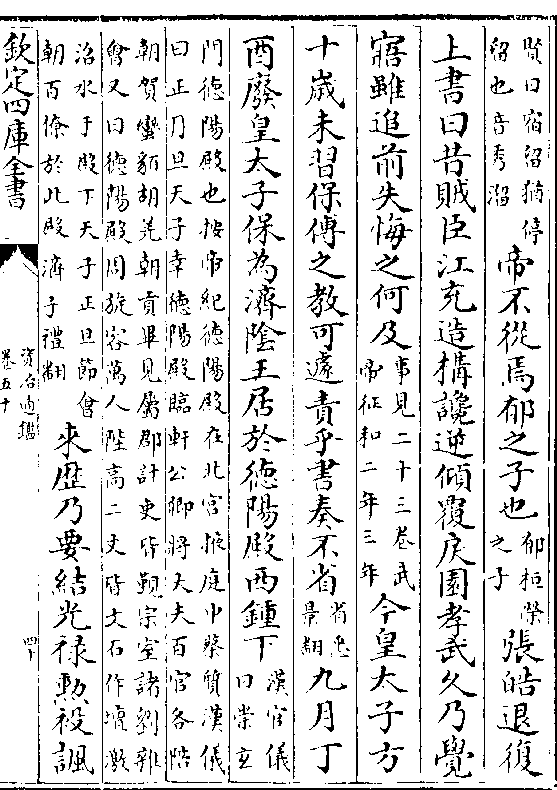 賢曰宿留猶停
留也音秀溜
帝不從焉郁之子也
郁桓榮
之子
張皓退復
上書曰昔賊臣江充造構讒逆傾覆戾園孝武久乃覺
寤雖追前失悔之何及
事見二十三卷武
帝征和二年三年
今皇太子方
十歲未習保傅之教可遽責乎書奏不省
省悉
景翻
九月丁
酉廢皇太子保為濟陰王居於德陽殿西鍾下
漢官儀
曰崇玄
門德陽殿也按帝紀德陽殿在北宮掖庭中蔡質漢儀
曰正月旦天子幸德陽殿臨軒公卿將大夫百官各陪
朝賀蠻貊胡羌朝貢畢見屬郡計吏皆覲宗室諸劉雜
會又曰德陽殿周旋容萬人陛高二丈皆文石作壇激
沼水于殿下天子正旦節會
朝百僚於此殿濟子禮翻
來歷乃要結光祿勲祋諷
欽定四庫全書
資治通鑑
卷五十
四十